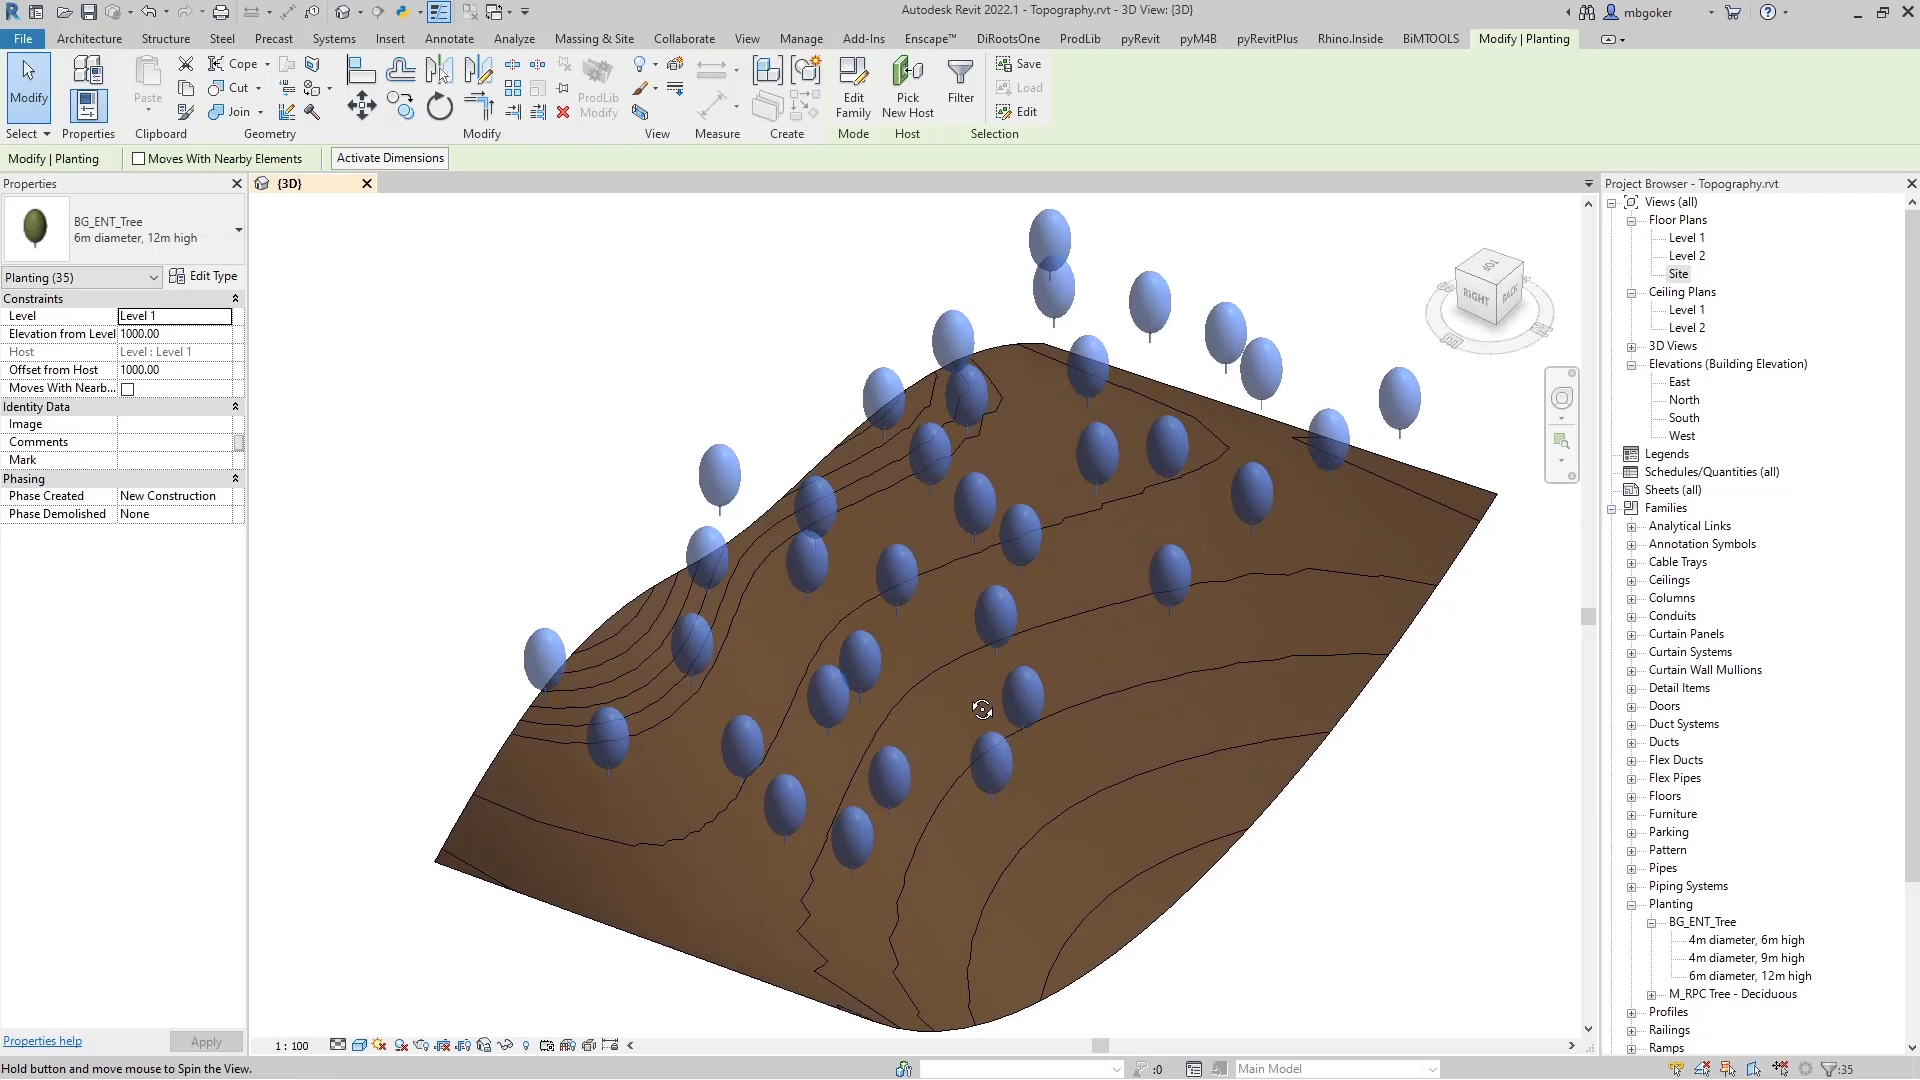 Autodesk Revit 2022.1 - Topography.rvt - 3D View: {3D}
mbgoker
File Architecture Structure Steel Precast Systems Insert Annotate Analyze Massing & Site Collaborate View Manage Add-Ins Enscape™ DiRootsOne ProdLib pyRevit pyM4B pyRevitPlus Rhino.Inside BiMTOOLS Modify | Planting
Cope
Save
Modify
Paste
Cut
ProdLib
Modify
Edit
Family
Pick
New Host
Filter
Load
Join
Edit
Select Properties Clipboard Geometry Modify View Measure Create Mode Host Selection
Modify | Planting Moves With Nearby Elements Activate Dimensions
Properties
{3D}
Project Browser - Topography.rvt
BG_ENT_Tree
6m diameter, 12m high
Planting (35) Edit Type
Constraints
Level Level 1
Elevation from Level 1000.00
Host Level : Level 1
Offset from Host 1000.00
Moves With Nearb...
Identity Data
Image
Comments
Mark
Phasing
Phase Created New Construction
Phase Demolished None
Properties help Apply
TOP
RIGHT
BACK
Views (all)
Floor Plans
Level 1
Level 2
Site
Ceiling Plans
Level 1
Level 2
3D Views
Elevations (Building Elevation)
East
North
South
West
Legends
Schedules/Quantities (all)
Sheets (all)
Families
Analytical Links
Annotation Symbols
Cable Trays
Ceilings
Columns
Conduits
Curtain Panels
Curtain Systems
Curtain Wall Mullions
Detail Items
Doors
Duct Systems
Ducts
Flex Ducts
Flex Pipes
Floors
Furniture
Parking
Pattern
Pipes
Piping Systems
Planting
BG_ENT_Tree
4m diameter, 6m high
4m diameter, 9m high
6m diameter, 12m high
M_RPC Tree - Deciduous
Profiles
Railings
Ramps
1 : 100
Hold button and move mouse to Spin the View.
:0
Main Model
:35